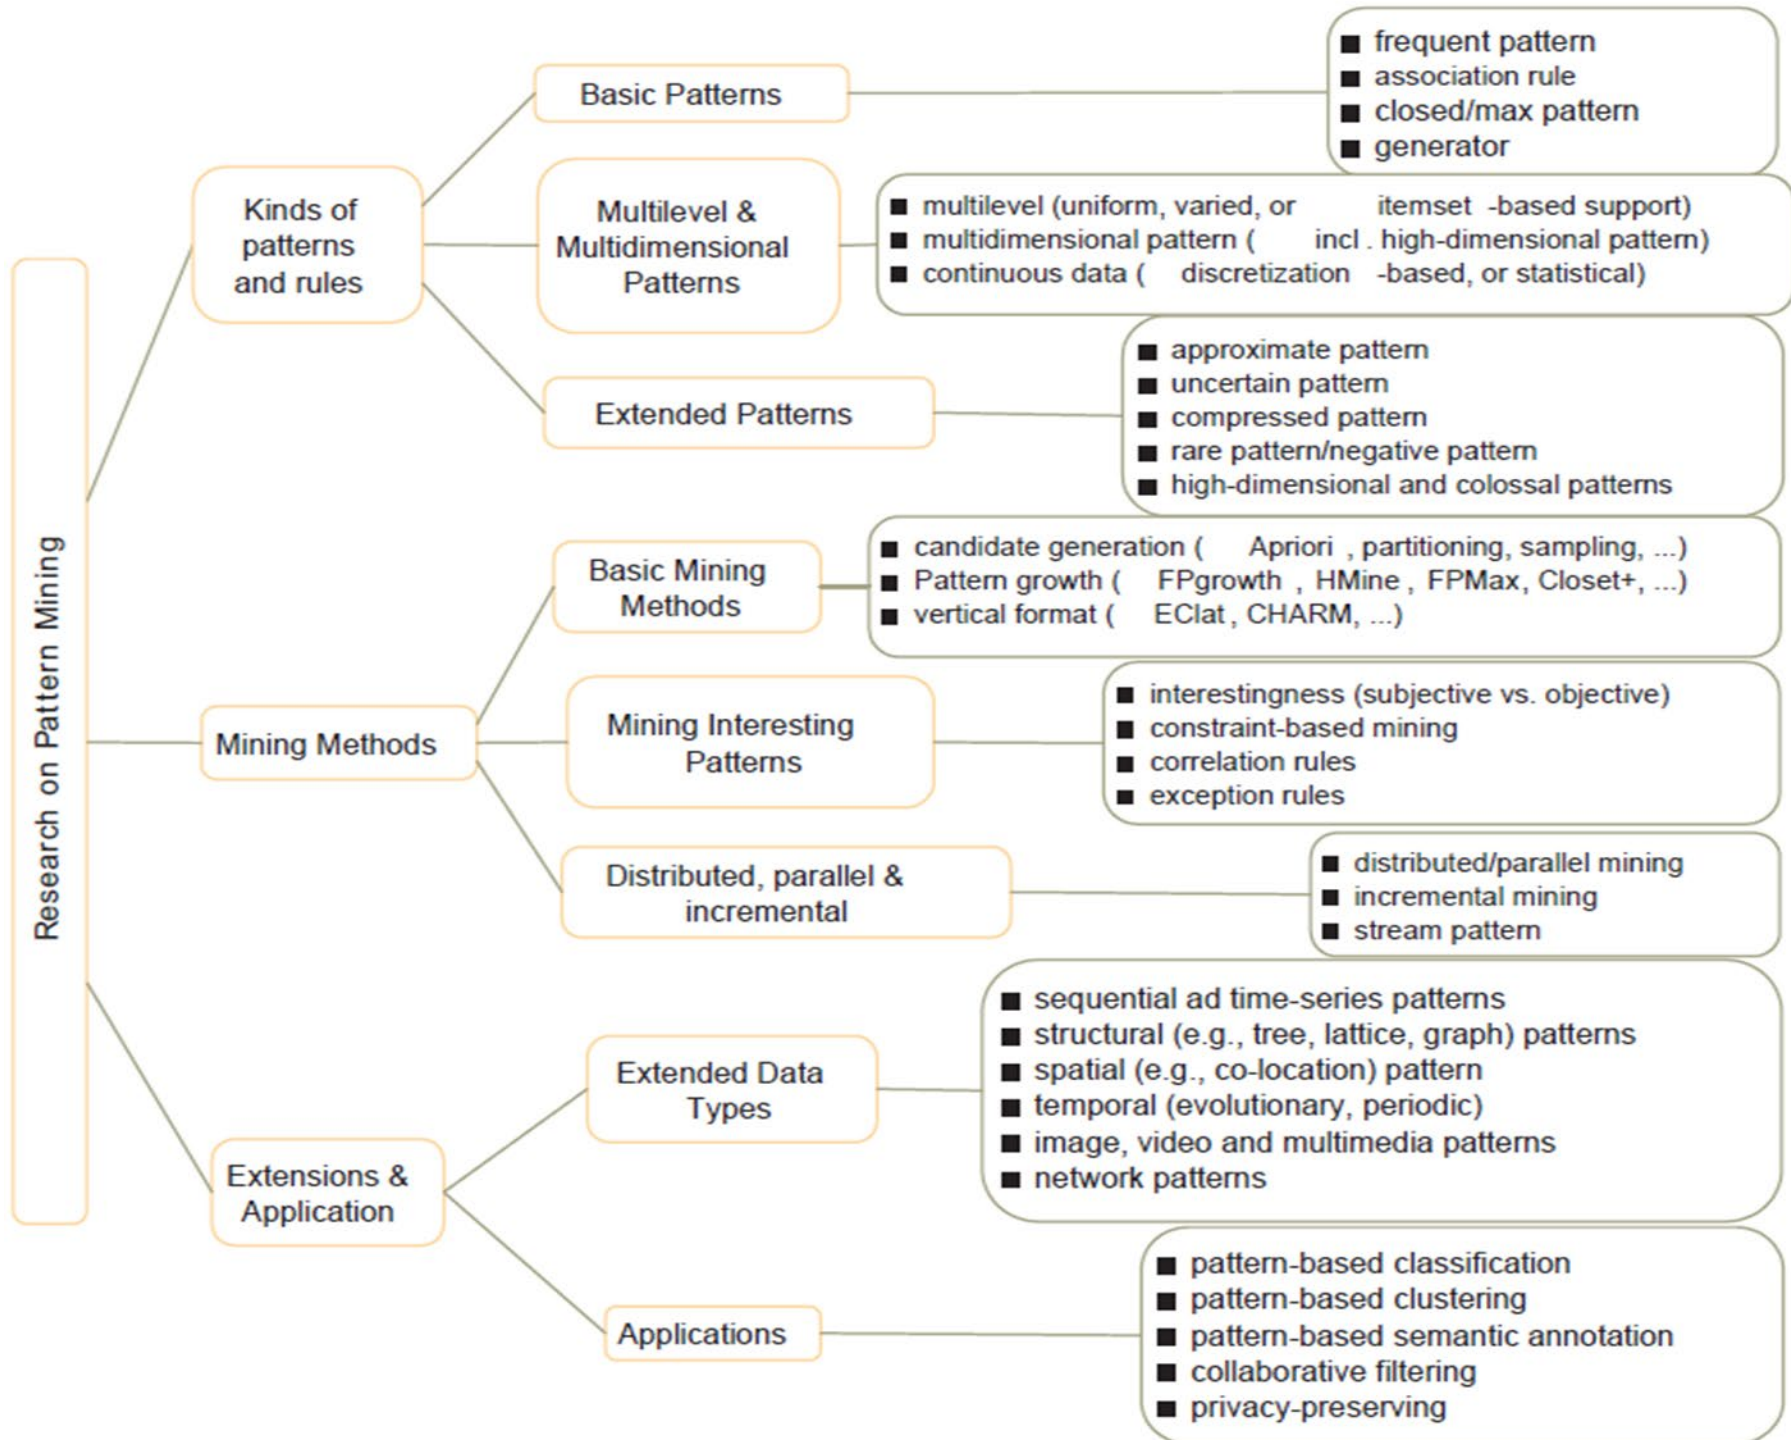 Research on Pattern Mining
Kinds of
patterns
and rules
Basic Patterns
■ frequent pattern
■ association rule
■ closed/max pattern
■ generator
Multilevel &
Multidimensional
Patterns
■ multilevel (uniform, varied, or itemset -based support)
■ multidimensional pattern ( incl . high-dimensional pattern)
■ continuous data ( discretization -based, or statistical)
Extended Patterns
■ approximate pattern
■ uncertain pattern
■ compressed pattern
■ rare pattern/negative pattern
■ high-dimensional and colossal patterns
Mining Methods
Basic Mining
Methods
■ candidate generation ( Apriori , partitioning, sampling, ...)
■ Pattern growth ( FPgrowth , HMine , FPMax, Closet+, ...)
■ vertical format ( EClat , CHARM, ...)
Mining Interesting
Patterns
■ interestingness (subjective vs. objective)
■ constraint-based mining
■ correlation rules
■ exception rules
Distributed, parallel &
incremental
■ distributed/parallel mining
■ incremental mining
■ stream pattern
Extensions &
Application
Extended Data
Types
■ sequential ad time-series patterns
■ structural (e.g., tree, lattice, graph) patterns
■ spatial (e.g., co-location) pattern
■ temporal (evolutionary, periodic)
■ image, video and multimedia patterns
■ network patterns
Applications
■ pattern-based classification
■ pattern-based clustering
■ pattern-based semantic annotation
■ collaborative filtering
■ privacy-preserving